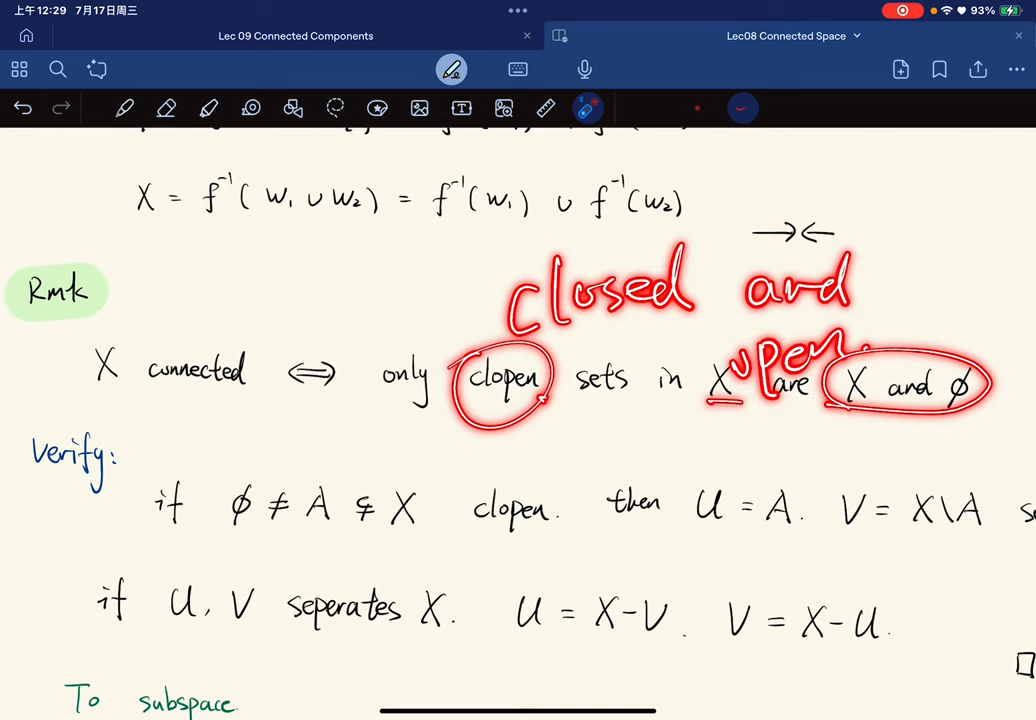 上午12:29 7月17日周三
93%
Lec 09 Connected Components
Lec08 Connected Space
X = f⁻¹( W₁ ∪ W₂ ) = f⁻¹(W₁) ∪ f⁻¹(W₂)
→←
closed and
open.
Rmk
X connected ⟺ only clopen sets in X are X and ϕ
Verify:
if ϕ ≠ A ⊊ X clopen. then U = A. V = X\A
if U, V seperates X. U = X-V. V = X-U.
□
To subspace.